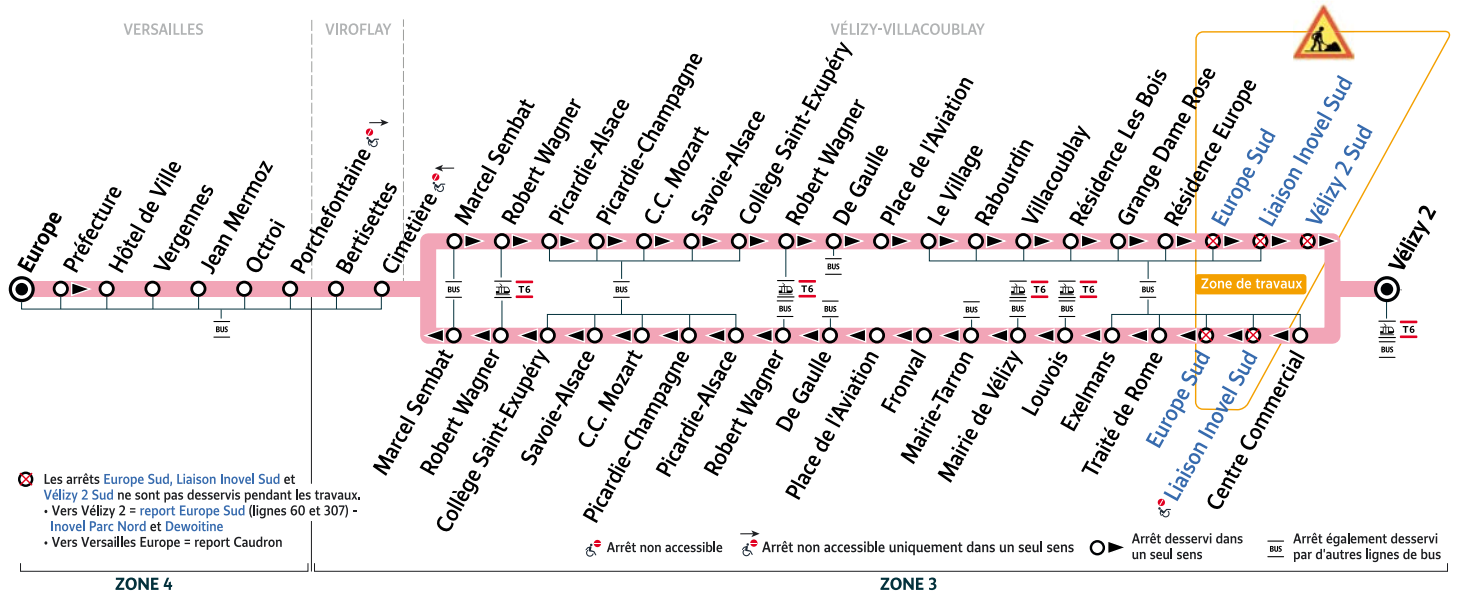 VERSAILLES
VIROFLAY
VÉLIZY-VILLACOUBLAY
Europe
Préfecture
Hôtel de Ville
Vergennes
Jean Mermoz
Octroi
Porchefontaine
Bertisettes
Cimetière
Marcel Sembat
Robert Wagner
Picardie-Alsace
Picardie-Champagne
C.C. Mozart
Savoie-Alsace
Collège Saint-Exupéry
Robert Wagner
De Gaulle
Place de l'Aviation
Le Village
Rabourdin
Villacoublay
Résidence Les Bois
Grange Dame Rose
Résidence Europe
Europe Sud
Liaison Inovel Sud
Vélizy 2 Sud
Vélizy 2
BUS
BUS
BUS
T6
BUS
BUS
BUS
T6
BUS
BUS
BUS
BUS
BUS
T6
BUS
T6
BUS
BUS
Zone de travaux
T6
BUS
Marcel Sembat
Robert Wagner
Collège Saint-Exupéry
Savoie-Alsace
C.C. Mozart
Picardie-Champagne
Picardie-Alsace
Robert Wagner
De Gaulle
Place de l'Aviation
Fronval
Mairie-Tarron
Mairie de Vélizy
Louvois
Exelmans
Traité de Rome
Europe Sud
Liaison Inovel Sud
Centre Commercial
Les arrêts Europe Sud, Liaison Inovel Sud et
Vélizy 2 Sud ne sont pas desservis pendant les travaux.
• Vers Vélizy 2 = report Europe Sud (lignes 60 et 307) -
Inovel Parc Nord et Dewoitine
• Vers Versailles Europe = report Caudron
Arrêt non accessible
Arrêt non accessible uniquement dans un seul sens
Arrêt desservi dans
un seul sens
BUS
Arrêt également desservi
par d'autres lignes de bus
ZONE 4
ZONE 3